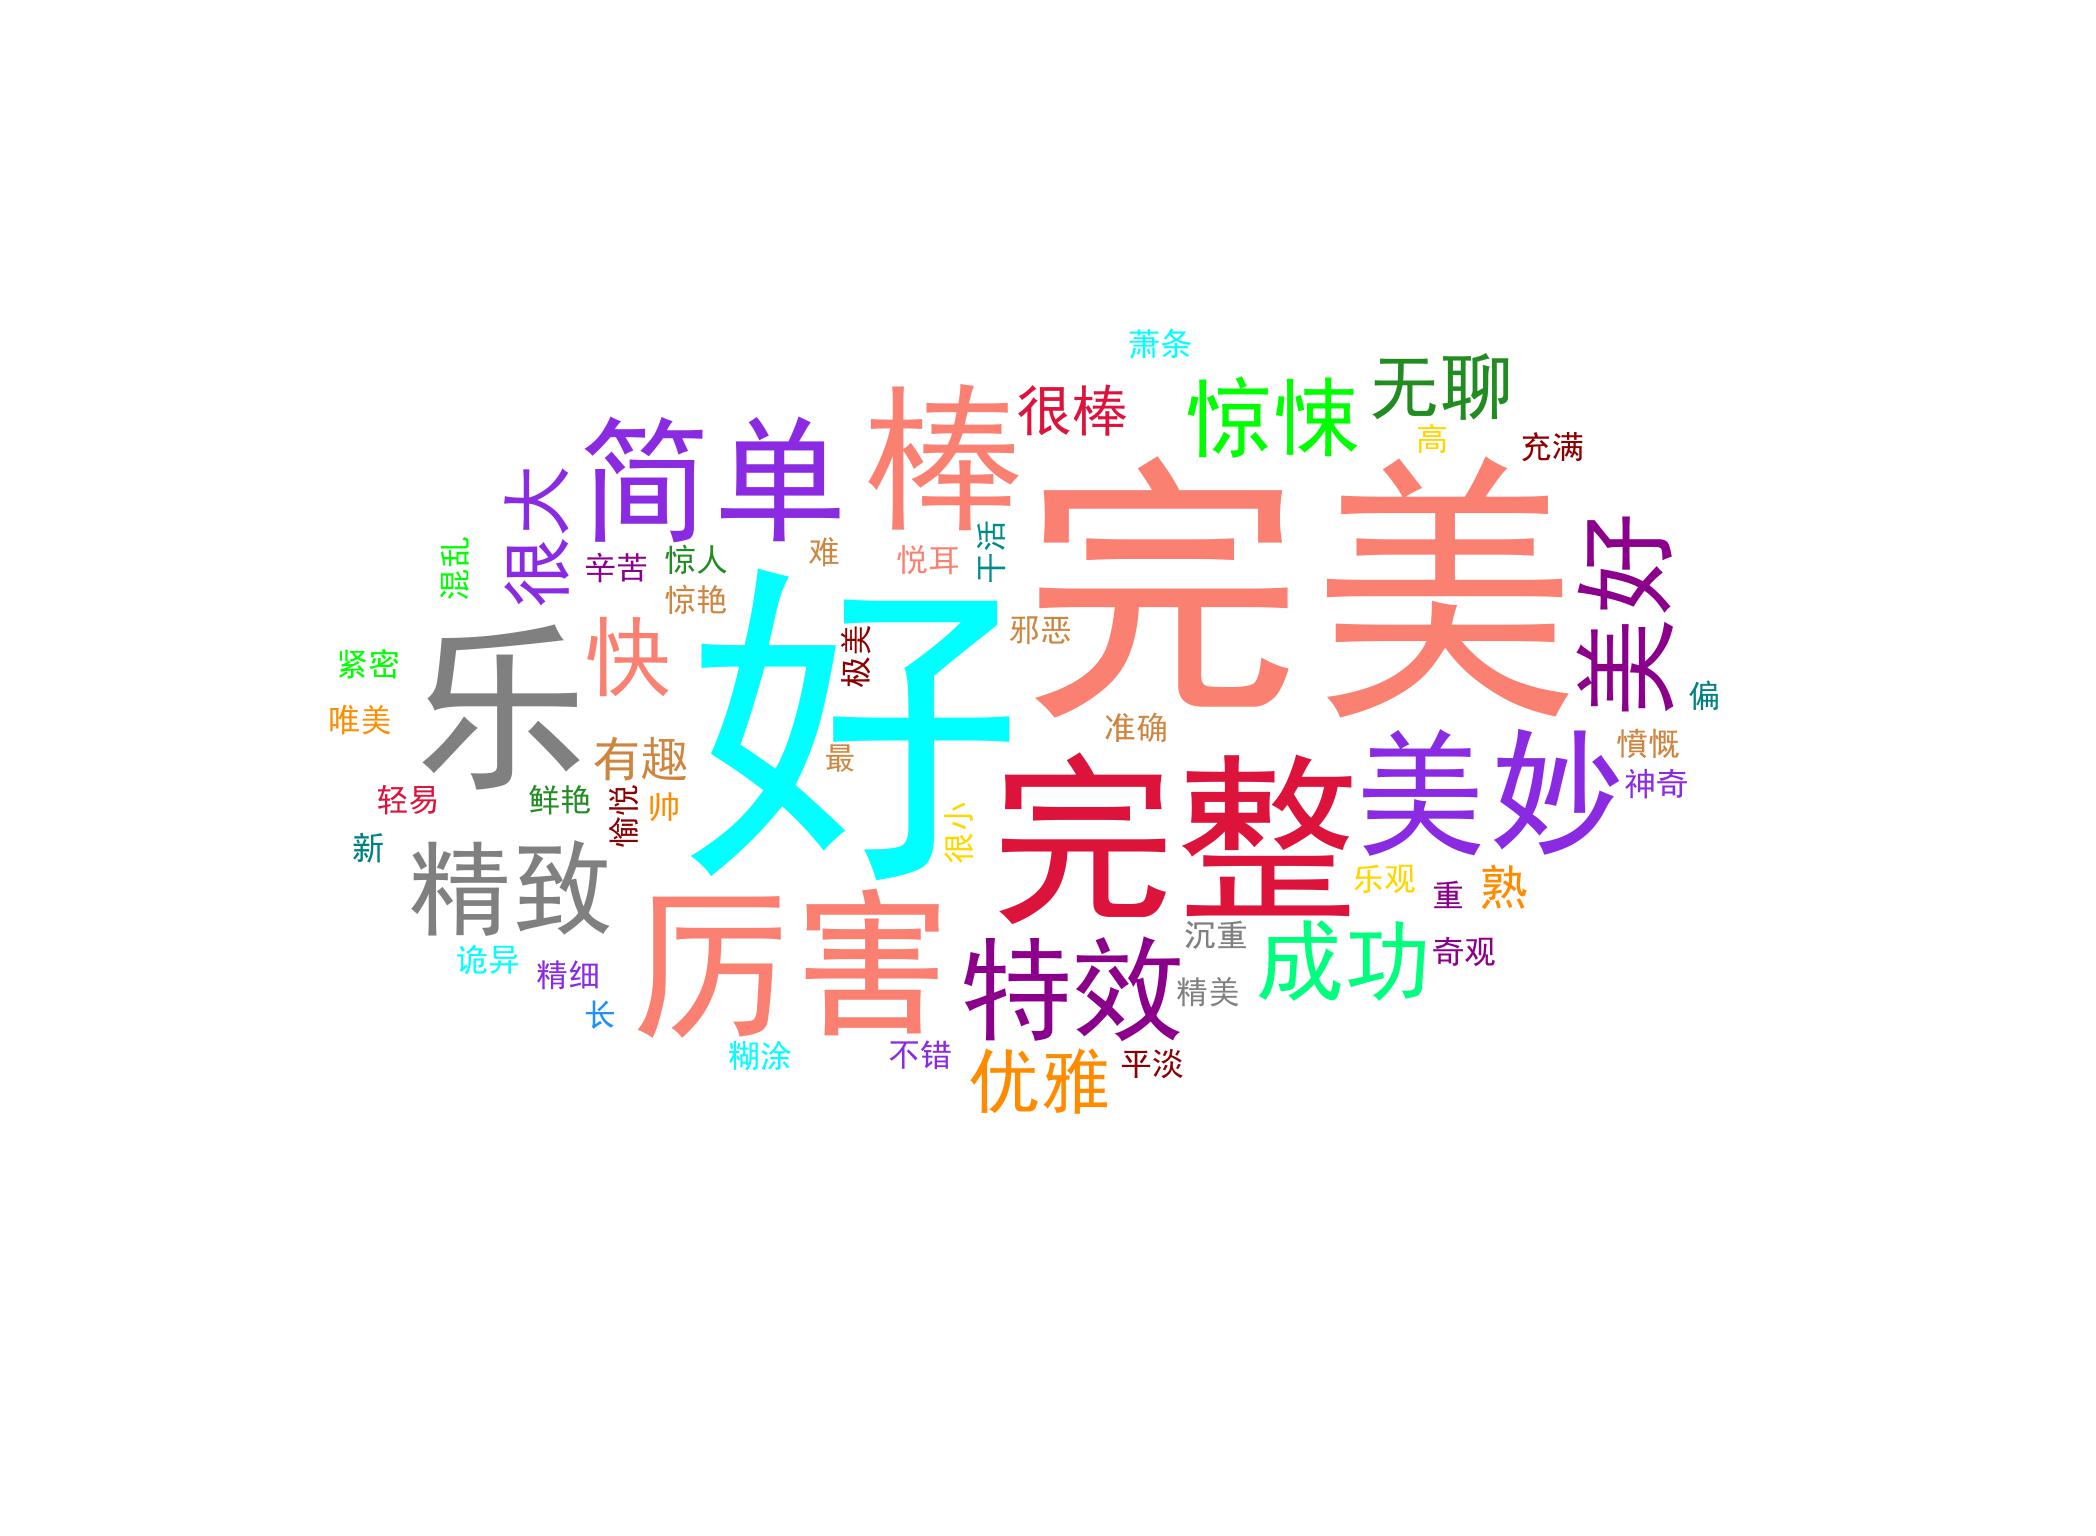 萧条
无聊
惊悚
很棒
棒
高
充满
简单
很大
完美
美好
混乱
辛苦
惊人
难
悦耳
干活
惊艳
好
极美
邪恶
快
乐
紧密
唯美
偏
准确
有趣
最
憤慨
美妙
神奇
完整
轻易
鲜艳
愉悦
帅
很小
新
精致
乐观
重
熟
厉害
沉重
成功
奇观
特效
诡异
精细
精美
长
糊涂
不错
优雅
平淡